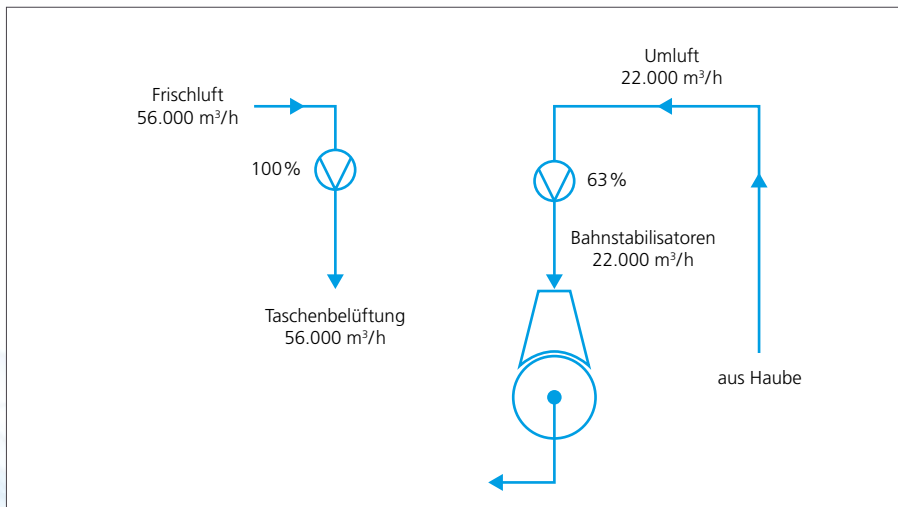 Frischluft
56.000 m³/h
100%
Taschenbelüftung
56.000 m³/h
Umluft
22.000 m³/h
63%
Bahnstabilisatoren
22.000 m³/h
aus Haube